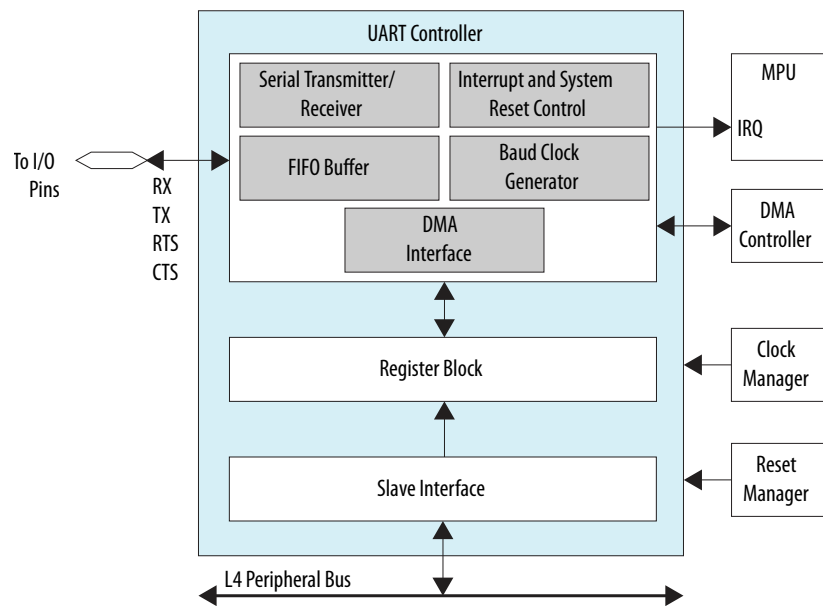 UART Controller
Serial Transmitter/
Receiver
Interrupt and System
Reset Control
MPU
IRQ
To I/O
Pins
RX
TX
RTS
CTS
FIFO Buffer
Baud Clock
Generator
DMA
Interface
DMA
Controller
Register Block
Clock
Manager
Slave Interface
Reset
Manager
L4 Peripheral Bus